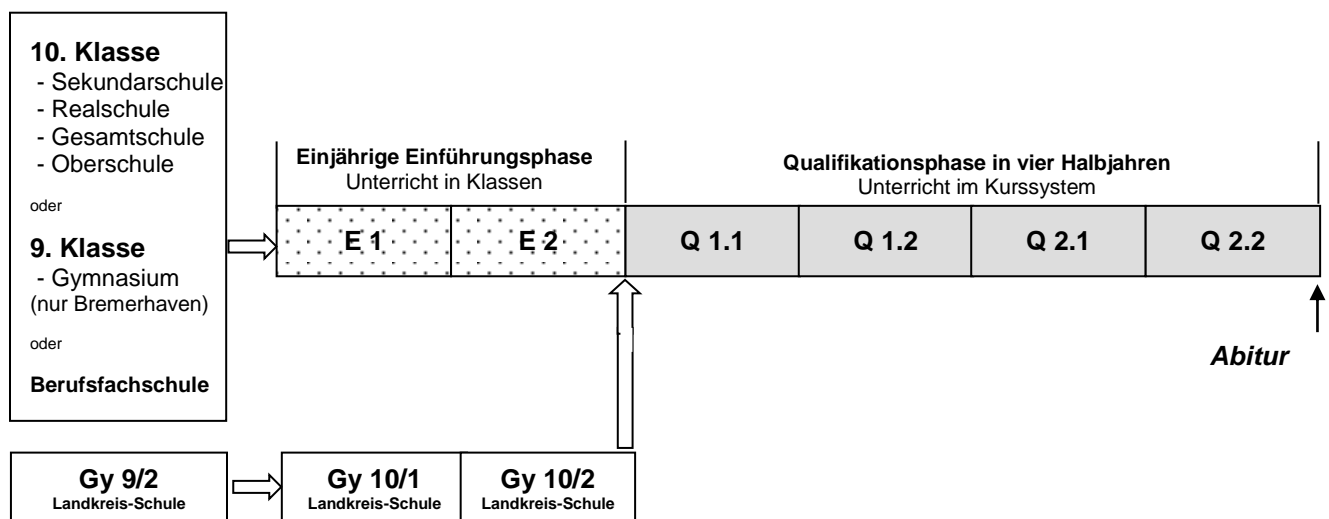 10. Klasse
- Sekundarschule
- Realschule
- Gesamtschule
- Oberschule
oder
9. Klasse
- Gymnasium
(nur Bremerhaven)
oder
Berufsfachschule
Einjährige Einführungsphase
Unterricht in Klassen
Qualifikationsphase in vier Halbjahren
Unterricht im Kurssystem
E 1
E 2
Q 1.1
Q 1.2
Q 2.1
Q 2.2
Abitur
Gy 9/2
Landkreis-Schule
Gy 10/1
Landkreis-Schule
Gy 10/2
Landkreis-Schule